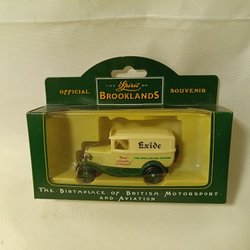 OFFICIAL
THE Spirit OF
BROOKLANDS
SOUVENIR
Exide
THE BIRTHPLACE OF BRITISH MOTORSPORT
AND AVIATION